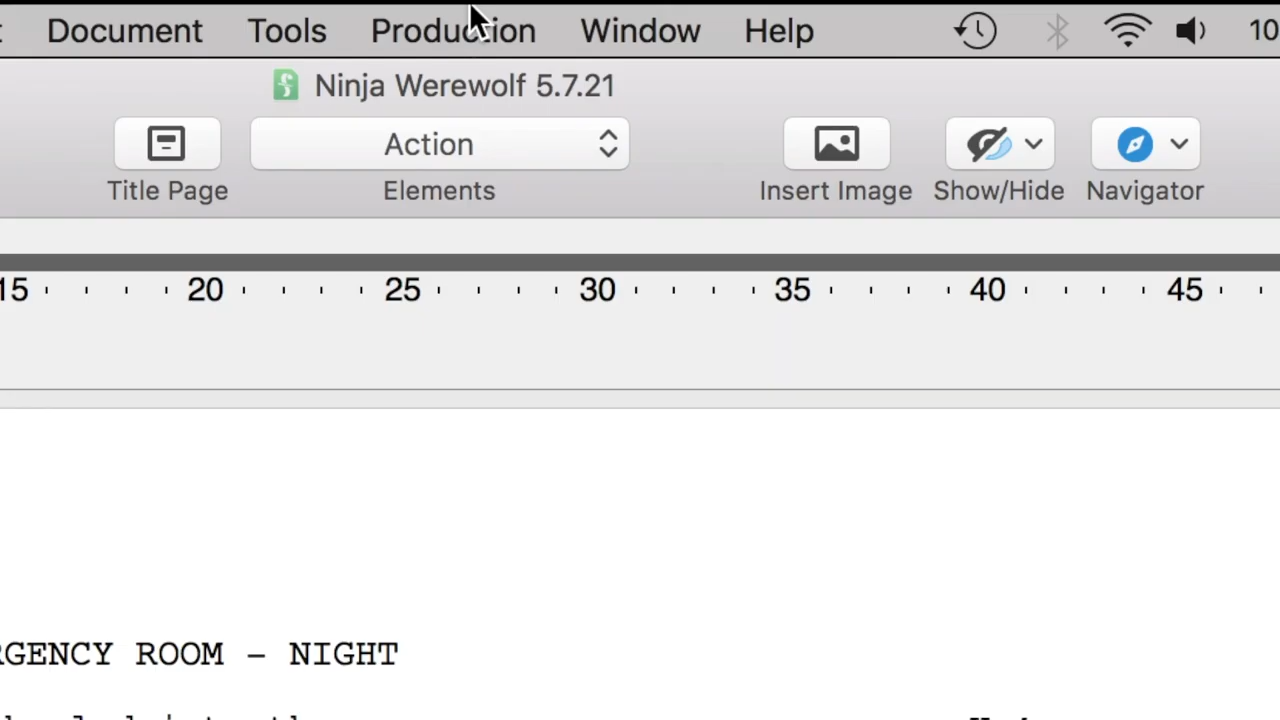 Document Tools Production Window Help 10
Ninja Werewolf 5.7.21
Action
Title Page Elements Insert Image Show/Hide Navigator
15 20 25 30 35 40 45
RGENCY ROOM - NIGHT